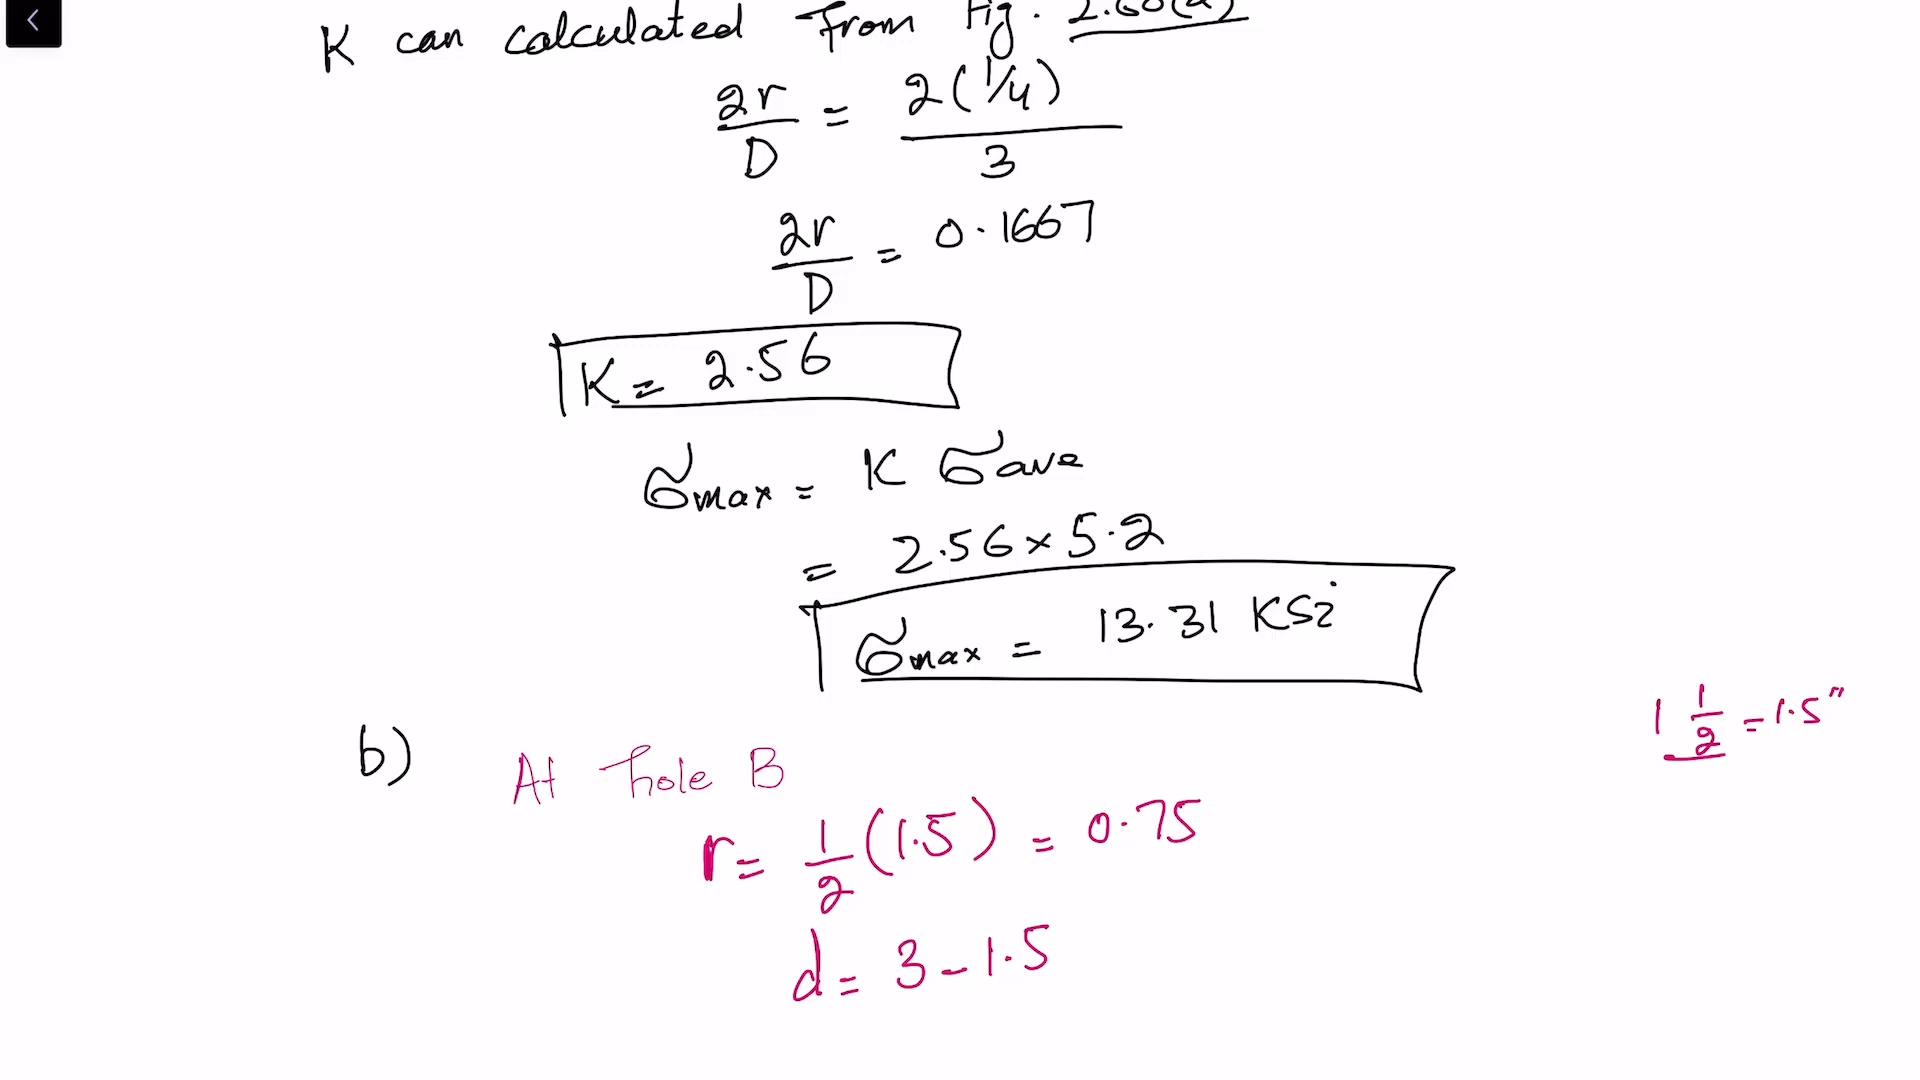 K can calculated from Fig. 2.60(a)
2r/D = 2(1/4)/3
2r/D = 0.1667
K = 2.56
σmax = K σave
= 2.56 × 5.2
σmax = 13.31 KSi
1 1/2 = 1.5"
b) At hole B
r = 1/2 (1.5) = 0.75
d = 3 - 1.5